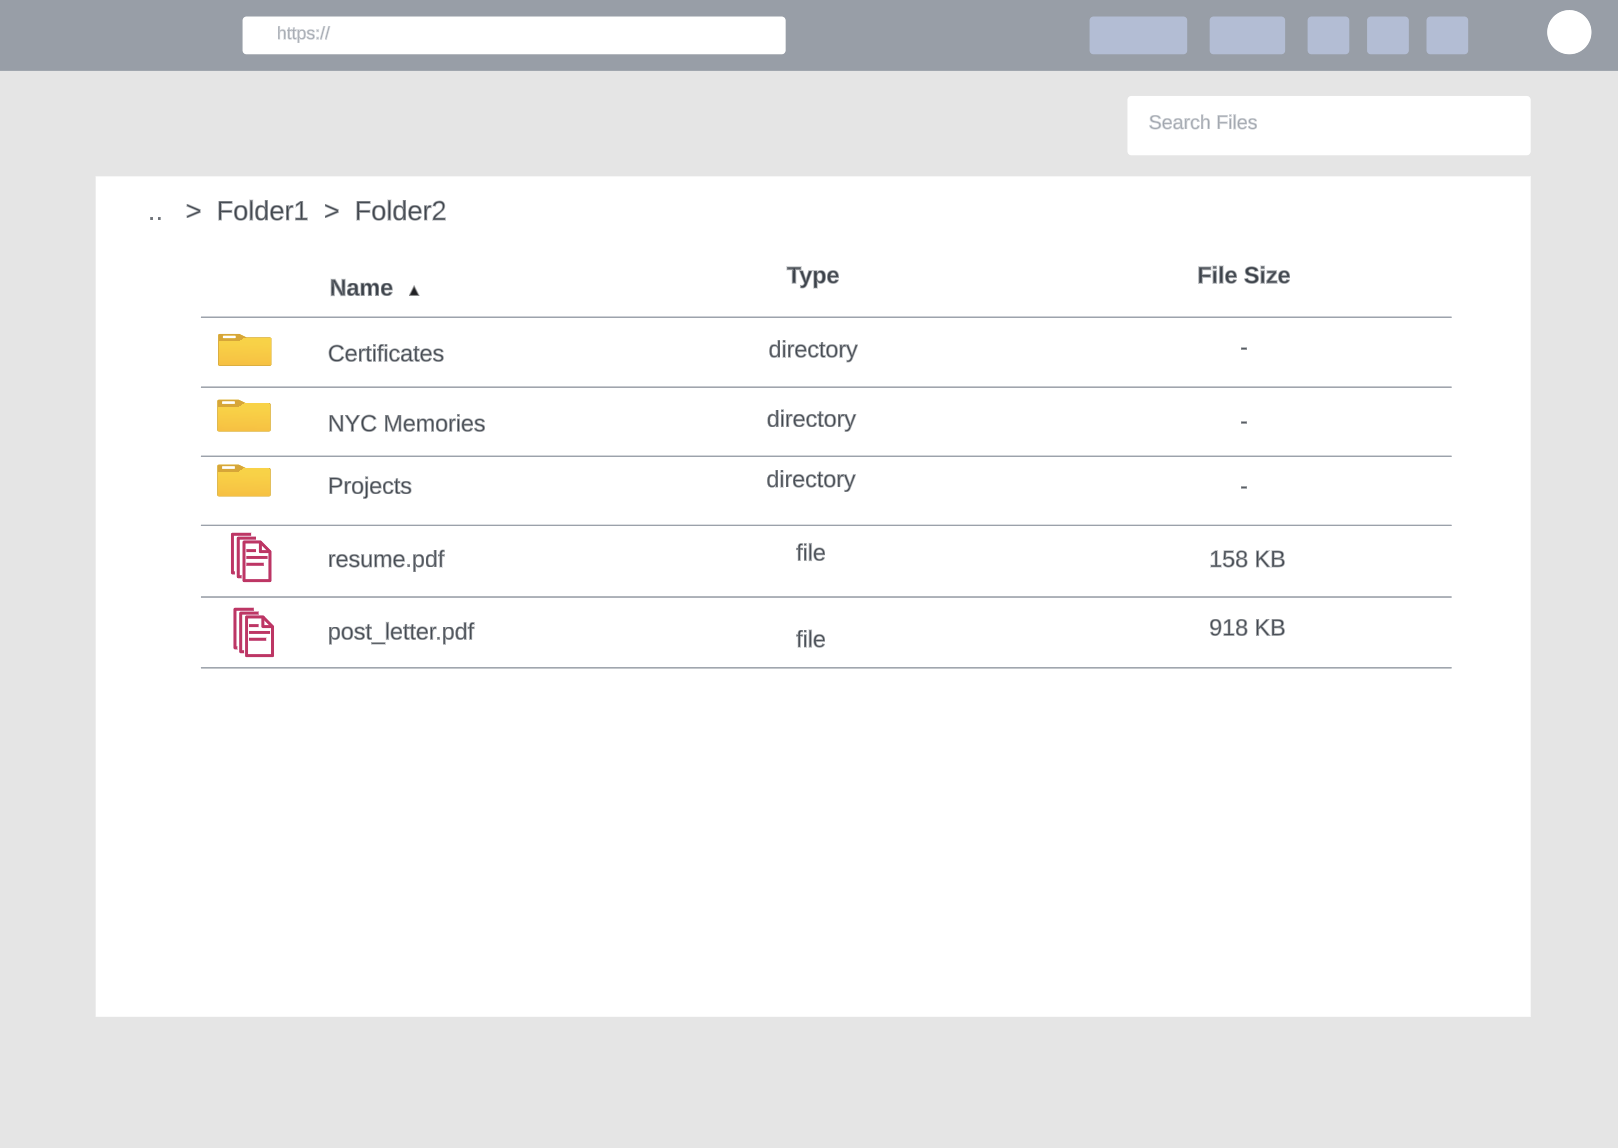 https://
Search Files
.. > Folder1 > Folder2
Name ▲ Type File Size
Certificates directory -
NYC Memories directory -
Projects directory -
resume.pdf file 158 KB
post_letter.pdf file 918 KB